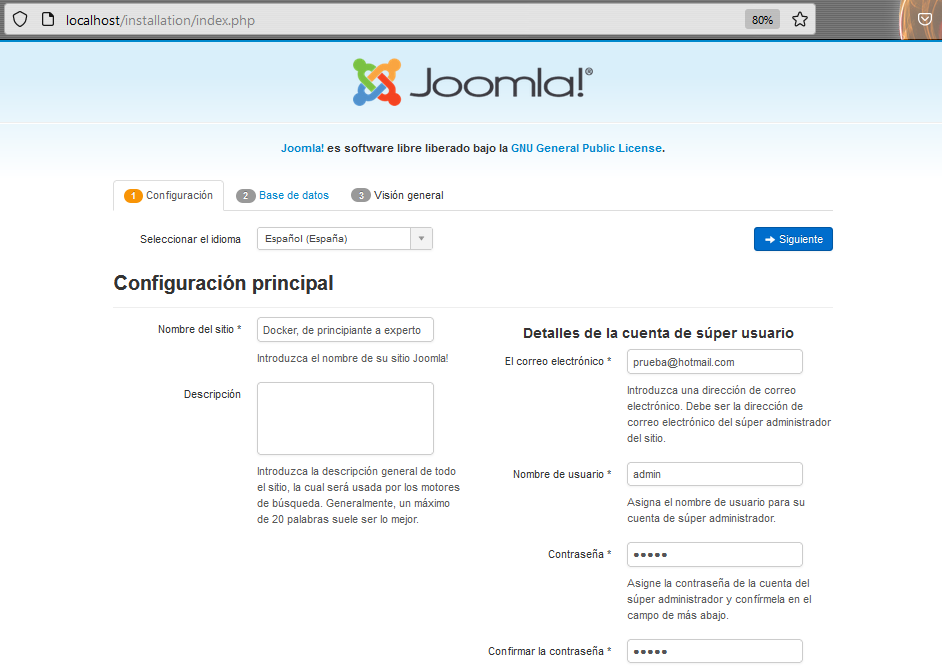 localhost/installation/index.php
80%
Joomla!®
Joomla! es software libre liberado bajo la GNU General Public License.
1 Configuración
2 Base de datos
3 Visión general
Seleccionar el idioma
Español (España)
Siguiente
Configuración principal
Nombre del sitio *
Docker, de principiante a experto
Introduzca el nombre de su sitio Joomla!
Descripción
Introduzca la descripción general de todo
el sitio, la cual será usada por los motores
de búsqueda. Generalmente, un máximo
de 20 palabras suele ser lo mejor.
Detalles de la cuenta de súper usuario
El correo electrónico *
prueba@hotmail.com
Introduzca una dirección de correo
electrónico. Debe ser la dirección de
correo electrónico del súper administrador
del sitio.
Nombre de usuario *
admin
Asigna el nombre de usuario para su
cuenta de súper administrador.
Contraseña *
●●●●●
Asigne la contraseña de la cuenta del
súper administrador y confírmela en el
campo de más abajo.
Confirmar la contraseña *
●●●●●